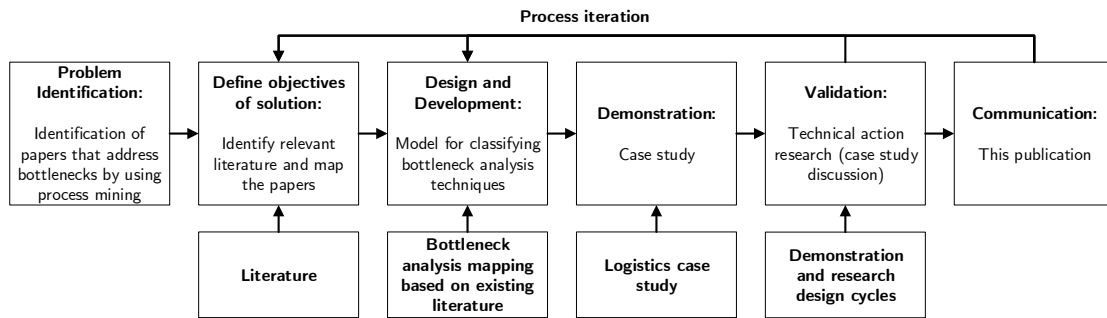 Process iteration
Problem
Identification:
Identification of
papers that address
bottlenecks by using
process mining
Define objectives
of solution:
Identify relevant
literature and map
the papers
Design and
Development:
Model for classifying
bottleneck analysis
techniques
Demonstration:
Case study
Validation:
Technical action
research (case study
discussion)
Communication:
This publication
Literature
Bottleneck
analysis mapping
based on existing
literature
Logistics case
study
Demonstration
and research
design cycles